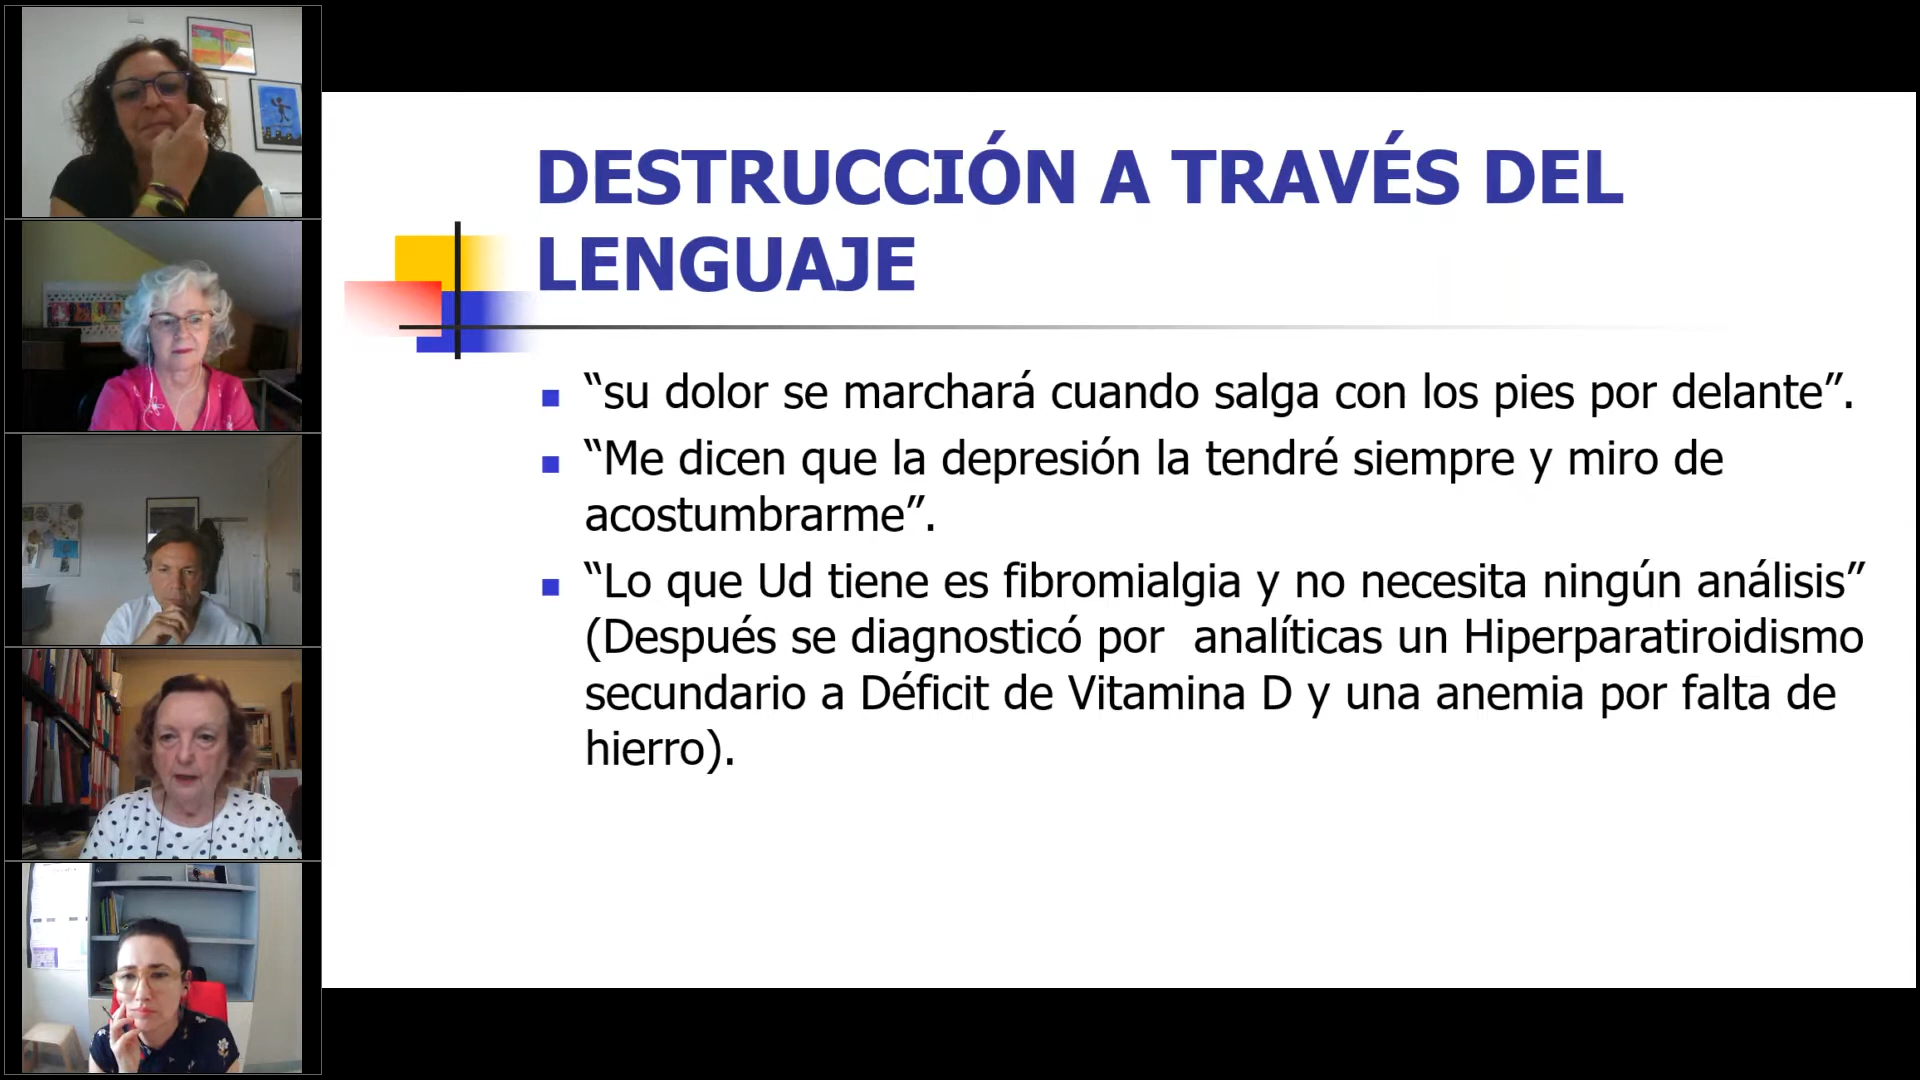 DESTRUCCIÓN A TRAVÉS DEL
LENGUAJE
“su dolor se marchará cuando salga con los pies por delante”.
“Me dicen que la depresión la tendré siempre y miro de
acostumbrarme”.
“Lo que Ud tiene es fibromialgia y no necesita ningún análisis”
(Después se diagnosticó por  analíticas un Hiperparatiroidismo
secundario a Déficit de Vitamina D y una anemia por falta de
hierro).